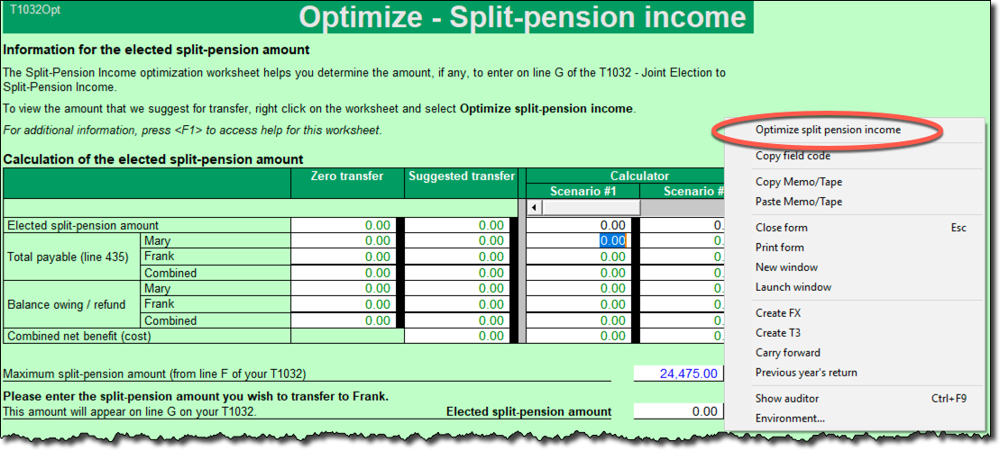 T1032Opt
Optimize - Split-pension income
Information for the elected split-pension amount
The Split-Pension Income optimization worksheet helps you determine the amount, if any, to enter on line G of the T1032 - Joint Election to
Split-Pension Income.
To view the amount that we suggest for transfer, right click on the worksheet and select Optimize split-pension income.
For additional information, press <F1> to access help for this worksheet.
Calculation of the elected split-pension amount
Zero transfer Suggested transfer Calculator
Scenario #1 Scenario #
Elected split-pension amount 0.00 0.00 0.00 0.
Total payable (line 435)
Mary 0.00 0.00 0.00 0.
Frank 0.00 0.00 0.00 0.
Combined 0.00 0.00 0.00 0.
Balance owing / refund
Mary 0.00 0.00 0.00 0.
Frank 0.00 0.00 0.00 0.
Combined 0.00 0.00 0.00 0.
Combined net benefit (cost) 0.00 0.00 0.
Maximum split-pension amount (from line F of your T1032) 24,475.00
Please enter the split-pension amount you wish to transfer to Frank.
This amount will appear on line G on your T1032. Elected split-pension amount 0.00
Optimize split pension income
Copy field code
Copy Memo/Tape
Paste Memo/Tape
Close form Esc
Print form
New window
Launch window
Create FX
Create T3
Carry forward
Previous year's return
Show auditor Ctrl+F9
Environment...